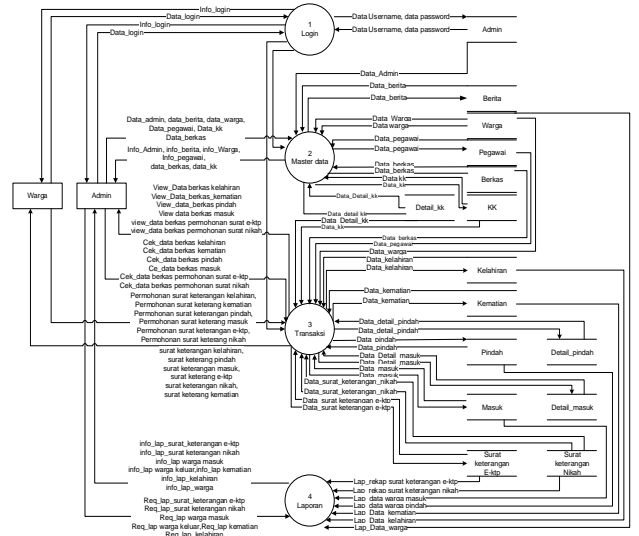 Info_login
Data_login
Info_login
Data_login
1
Login
Data Username, data password
Data Username, data password
Admin
Data_Admin
Data_berita
Data_berita
Berita
Data_Warga
Data warga
Warga
Data_pegawai
Data_pegawai
Pegawai
Data_berkas
Data_berkas
Berkas
Data kk
Data_kk
KK
Data_Detail_kk
Detail_kk
Data_detail kk
Data_Detail_kk
Data_kk
2
Master data
Data_admin, data_berita, data_warga,
Data_pegawai, Data_kk
Data_berkas
Info_Admin, info_berita, info_Warga,
Info_pegawai,
data_berkas, data_kk
Warga
Admin
View_Data berkas kelahiran
View_Data_berkas_kematian
View_Data berkas pindah
View_Data berkas masuk
view_data berkas permohonan surat e-ktp
view_data berkas permohonan surat nikah
Cek_data berkas kelahiran
Cek_data berkas kematian
Cek_data berkas pindah
Ce_data berkas masuk
Cek_data berkas permohonan surat e-ktp
Cek_data berkas permohonan surat nikah
Permohonan surat keterangan kelahiran,
Permohonan surat keterang kematian
Permohonan surat keterangan pindah,
Permohonan surat keterang masuk
Permohonan surat keterangan e-ktp,
Permohonan surat keterang nikah
surat keterangan kelahiran,
surat keterang pindah
surat keterangan masuk,
surat keterang e-ktp
surat keterangan nikah,
surat keterang kematian
3
Transaksi
Data_berkas
Data_pegawai
Data_warga
Data_kelahiran
Data_kelahiran
Kelahiran
Data_kematian
Data_kematian
Kematian
Data_detail_pindah
Data_detail_pindah
Data_pindah
Data_pindah
Pindah
Detail_pindah
Data_Detail_masuk
Data_Detail_masuk
Data_masuk
Data_masuk
Masuk
Detail_masuk
Data_surat_keterangan_nikah
Data_surat_keterangan_nikah
Data_surat keterangan e-ktp
Data_surat keterangan e-ktp
Surat
keterangan
E-ktp
Surat
keterangan
Nikah
info_lap_surat_keterangan e-ktp
info_lap_surat keterangan nikah
info_lap warga masuk
info_lap warga keluar,info_lap kematian
info_lap_kelahiran
info_lap_warga
Req_lap_surat_keterangan e-ktp
Req_lap_surat keterangan nikah
Req_lap warga masuk
Req_lap warga keluar,Req_lap kematian
Req_lap_kelahiran
4
Laporan
Lap_rekap surat keterangan e-ktp
Lap_rekap surat keterangan nikah
Lap_data warga masuk
Lap_data warga pindah
Lap_Data_kematian
Lap_Data_kelahiran
Lap_Data_warga